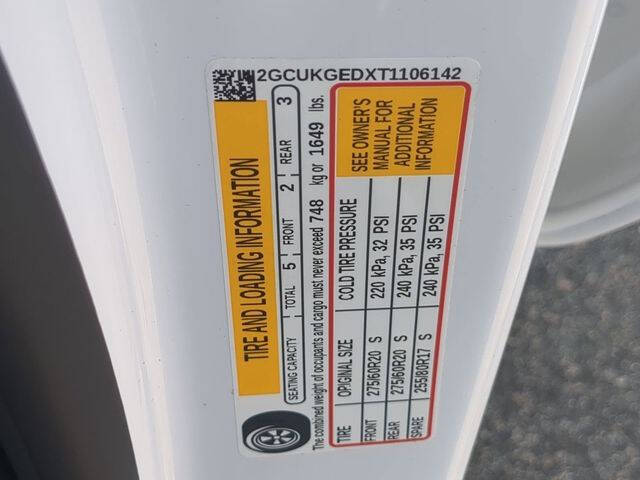 2GCUKGEDXT1106142
TIRE AND LOADING INFORMATION
SEATING CAPACITY TOTAL 5 FRONT 2 REAR 3
The combined weight of occupants and cargo must never exceed 748 kg or 1649 lbs.
TIRE OPIGINAL SIZE COLD TIRE PRESSURE
FRONT 275/60R20 S 220 kPa, 32 PSI
REAR 275/60R20 S 240 kPa, 35 PSI
SPARE 255/80R17 S 240 kPa, 35 PSI
SEE OWNER'S
MANUAL FOR
ADDITIONAL
INFORMATION